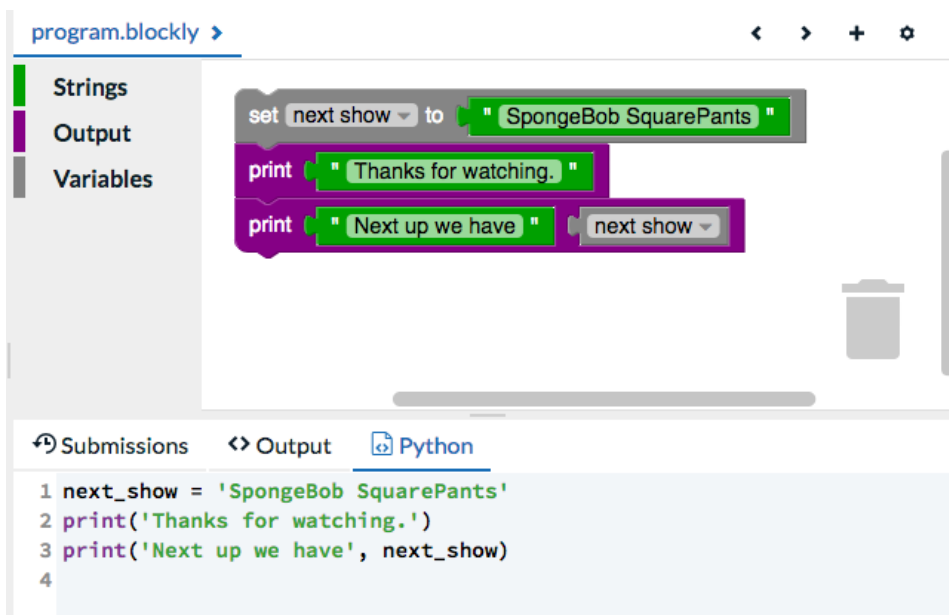 program.blockly
Strings
Output
Variables
set next show to " SpongeBob SquarePants "
print " Thanks for watching. "
print " Next up we have " next show
Submissions <> Output Python
1 next_show = 'SpongeBob SquarePants'
2 print('Thanks for watching.')
3 print('Next up we have', next_show)
4